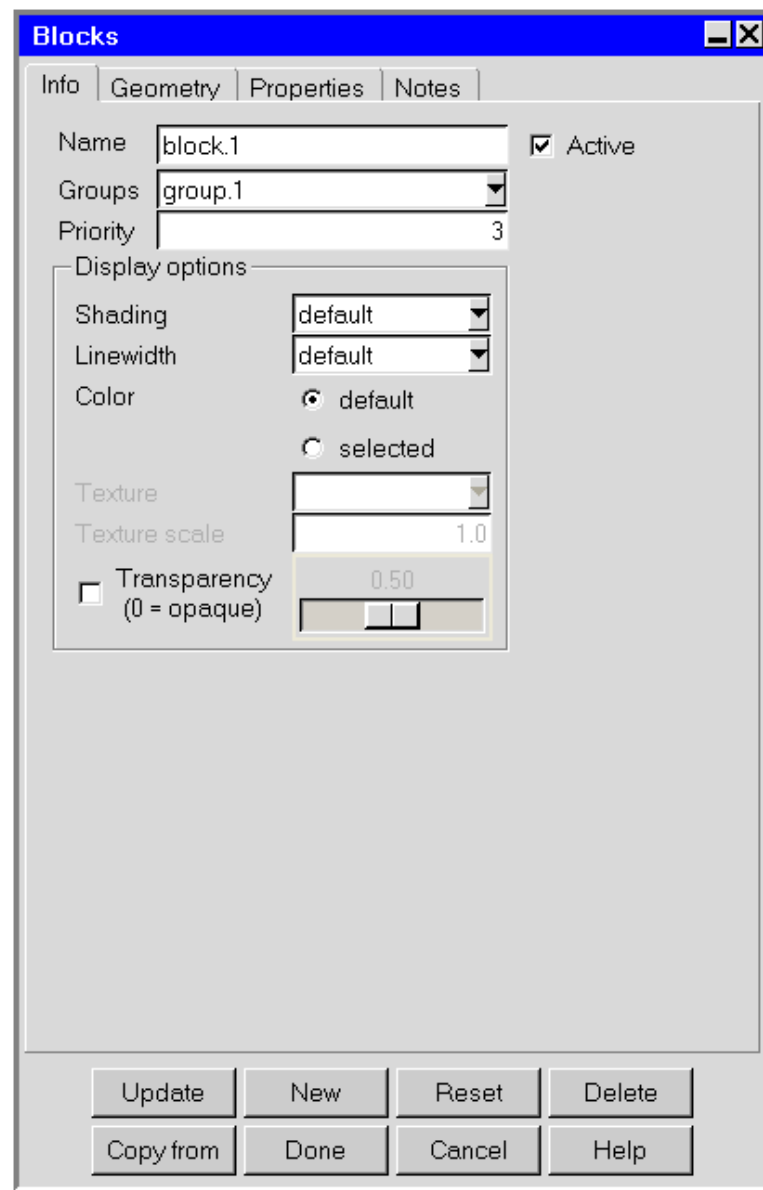 Blocks
Info Geometry Properties Notes
Name block.1 Active
Groups group.1
Priority 3
Display options
Shading default
Linewidth default
Color default
selected
Texture
Texture scale 1.0
Transparency 0.50
(0 = opaque)
Update New Reset Delete
Copy from Done Cancel Help